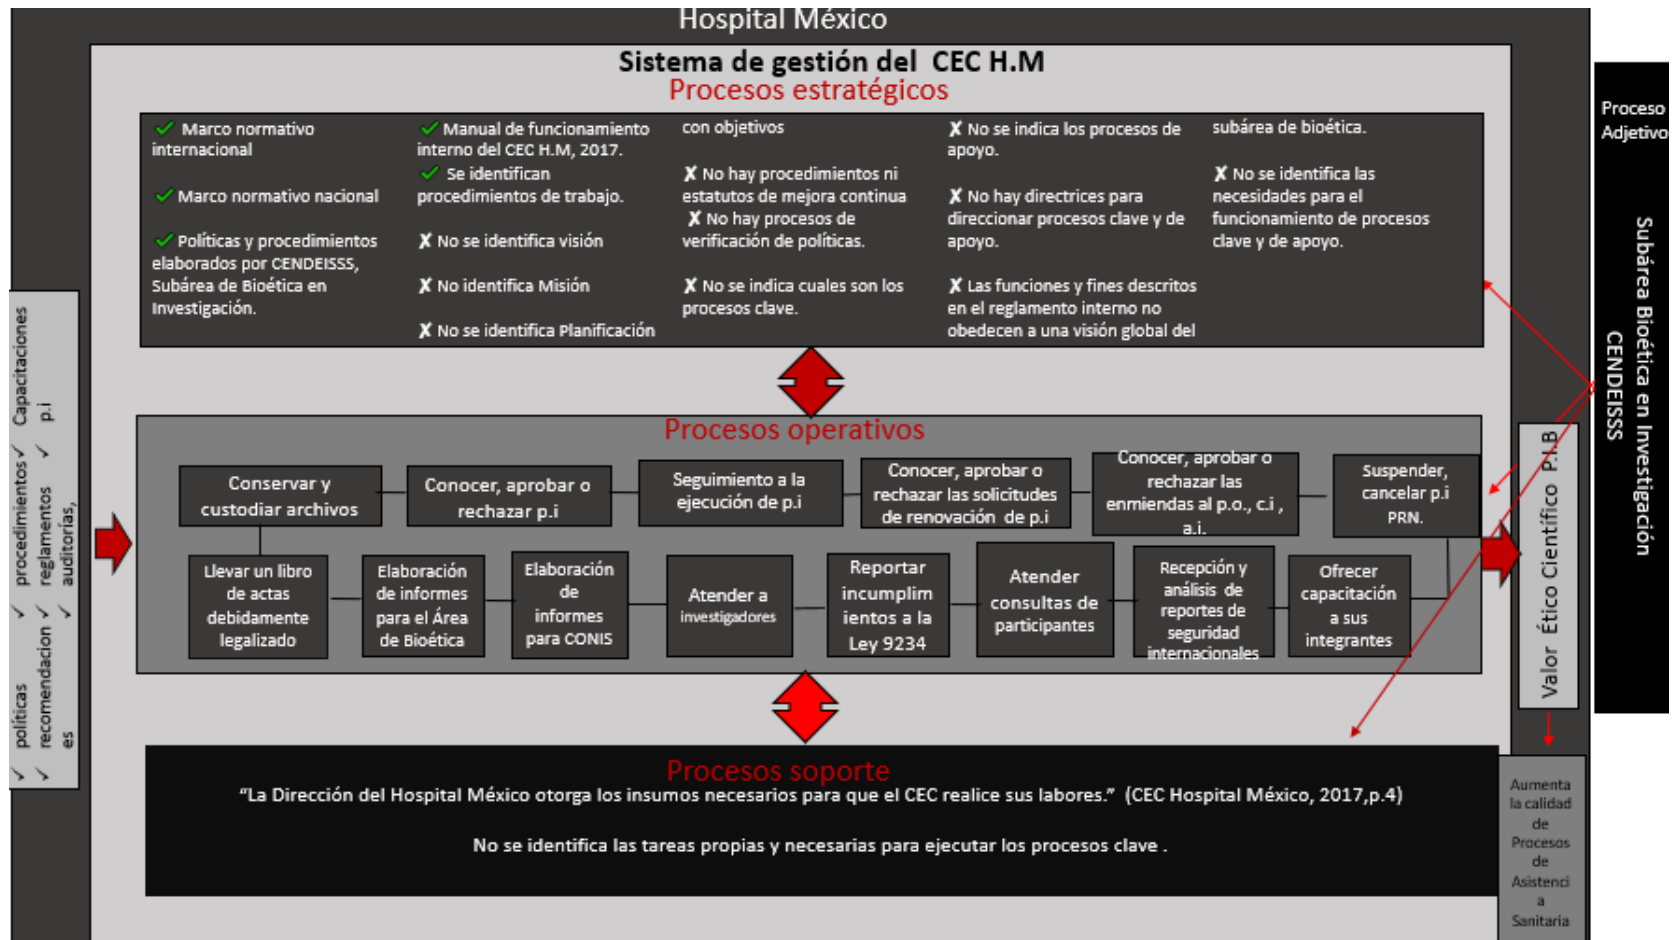 Hospital México
Sistema de gestión del CEC H.M
Procesos estratégicos
✓ Marco normativo
internacional
✓ Marco normativo nacional
✓ Políticas y procedimientos
elaborados por CENDEISSS,
Subárea de Bioética en
Investigación.
✓ Manual de funcionamiento
interno del CEC H.M, 2017.
✓ Se identifican
procedimientos de trabajo.
✗ No se identifica visión
✗ No identifica Misión
✗ No se identifica Planificación
con objetivos
✗ No hay procedimientos ni
estatutos de mejora continua
✗ No hay procesos de
verificación de políticas.
✗ No se indica cuales son los
procesos clave.
✗ No se indica los procesos de
apoyo.
✗ No hay directrices para
direccionar procesos clave y de
apoyo.
✗ Las funciones y fines descritos
en el reglamento interno no
obedecen a una visión global del
subárea de bioética.
✗ No se identifica las
necesidades para el
funcionamiento de procesos
clave y de apoyo.
✓ políticas ✓ procedimientos ✓ Capacitaciones
✓ recomendacion ✓ reglamentos ✓ p.i
es ✓ auditorías,
Procesos operativos
Conservar y
custodiar archivos
Conocer, aprobar o
rechazar p.i
Seguimiento a la
ejecución de p.i
Conocer, aprobar o
rechazar las solicitudes
de renovación de p.i
Conocer, aprobar o
rechazar las
enmiendas al p.o., c.i ,
a.i.
Suspender,
cancelar p.i
PRN.
Llevar un libro
de actas
debidamente
legalizado
Elaboración
de informes
para el Área
de Bioética
Elaboración
de
informes
para CONIS
Atender a
investigadores
Reportar
incumplim
ientos a la
Ley 9234
Atender
consultas de
participantes
Recepción y
análisis de
reportes de
seguridad
internacionales
Ofrecer
capacitación
a sus
integrantes
Procesos soporte
“La Dirección del Hospital México otorga los insumos necesarios para que el CEC realice sus labores.” (CEC Hospital México, 2017,p.4)
No se identifica las tareas propias y necesarias para ejecutar los procesos clave .
Valor Ético Científico P.I.B
Aumenta
la calidad
de
Procesos
de
Asistenci
a
Sanitaria
Proceso
Adjetivo
Subárea Bioética en Investigación
CENDEISSS